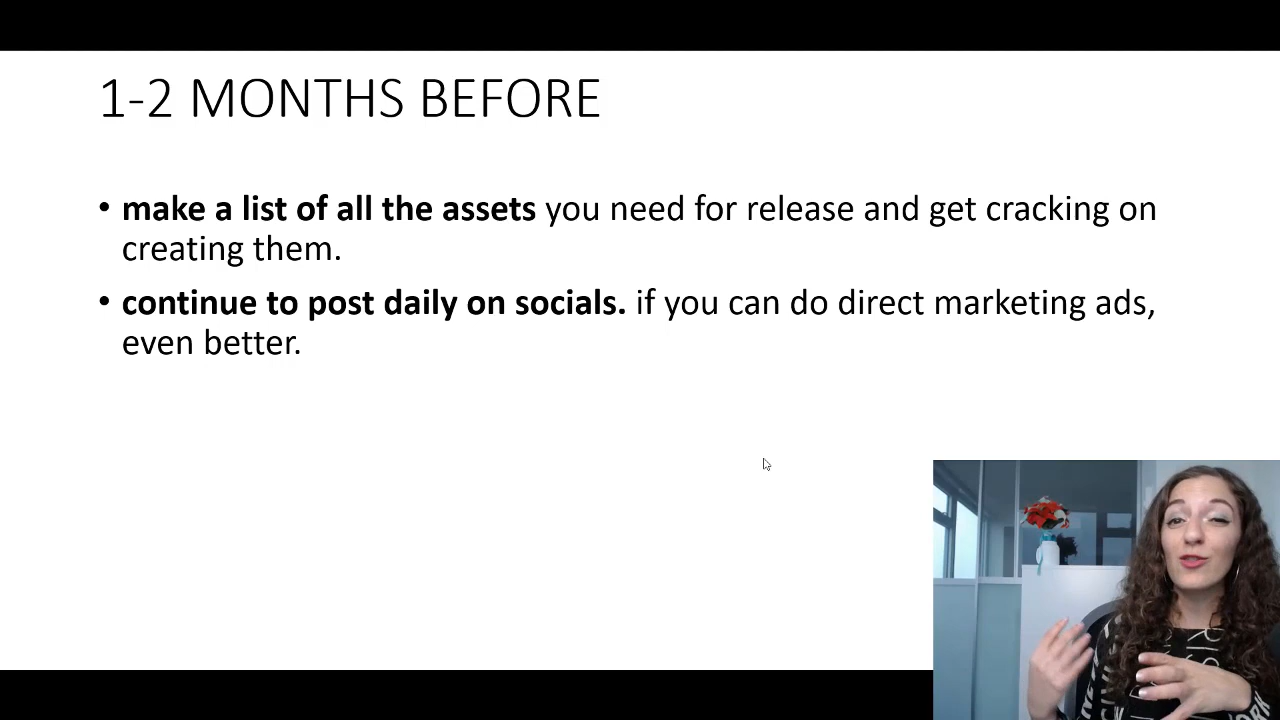 1-2 MONTHS BEFORE
• make a list of all the assets you need for release and get cracking on
creating them.
• continue to post daily on socials. if you can do direct marketing ads,
even better.